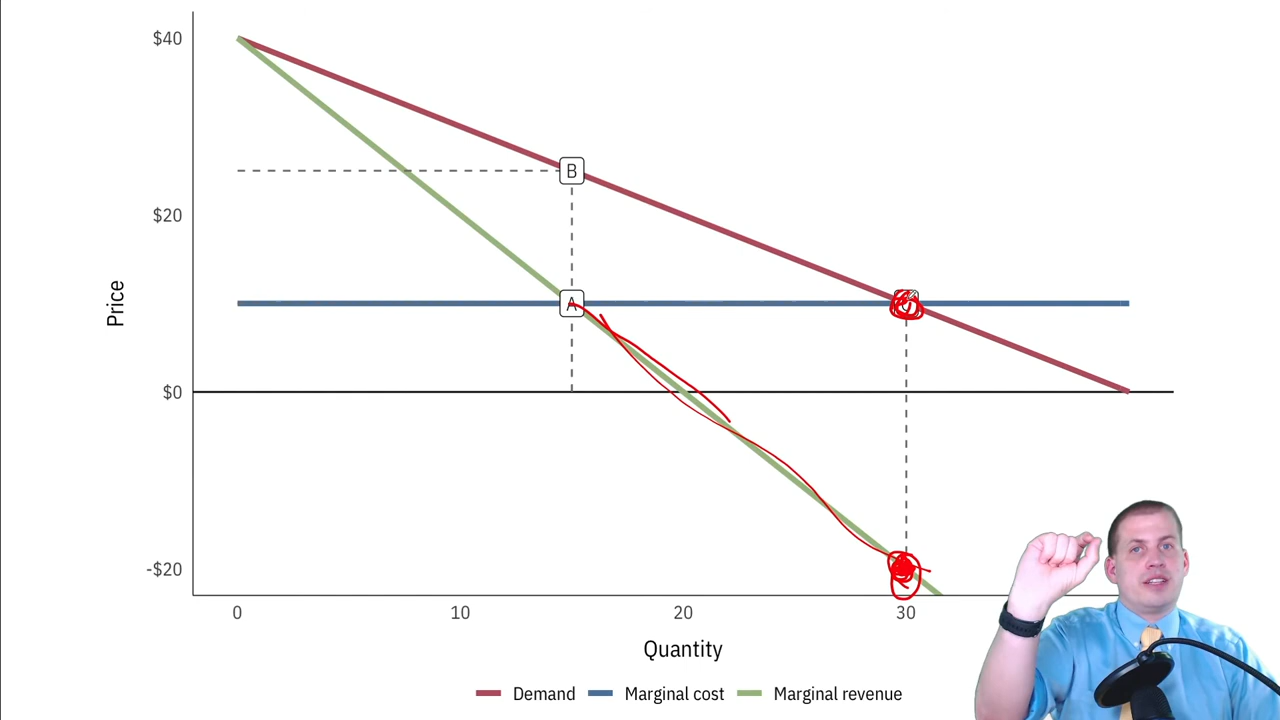 $40
B
$20
Price
A
$0
-$20
0 10 20 30
Quantity
Demand Marginal cost Marginal revenue